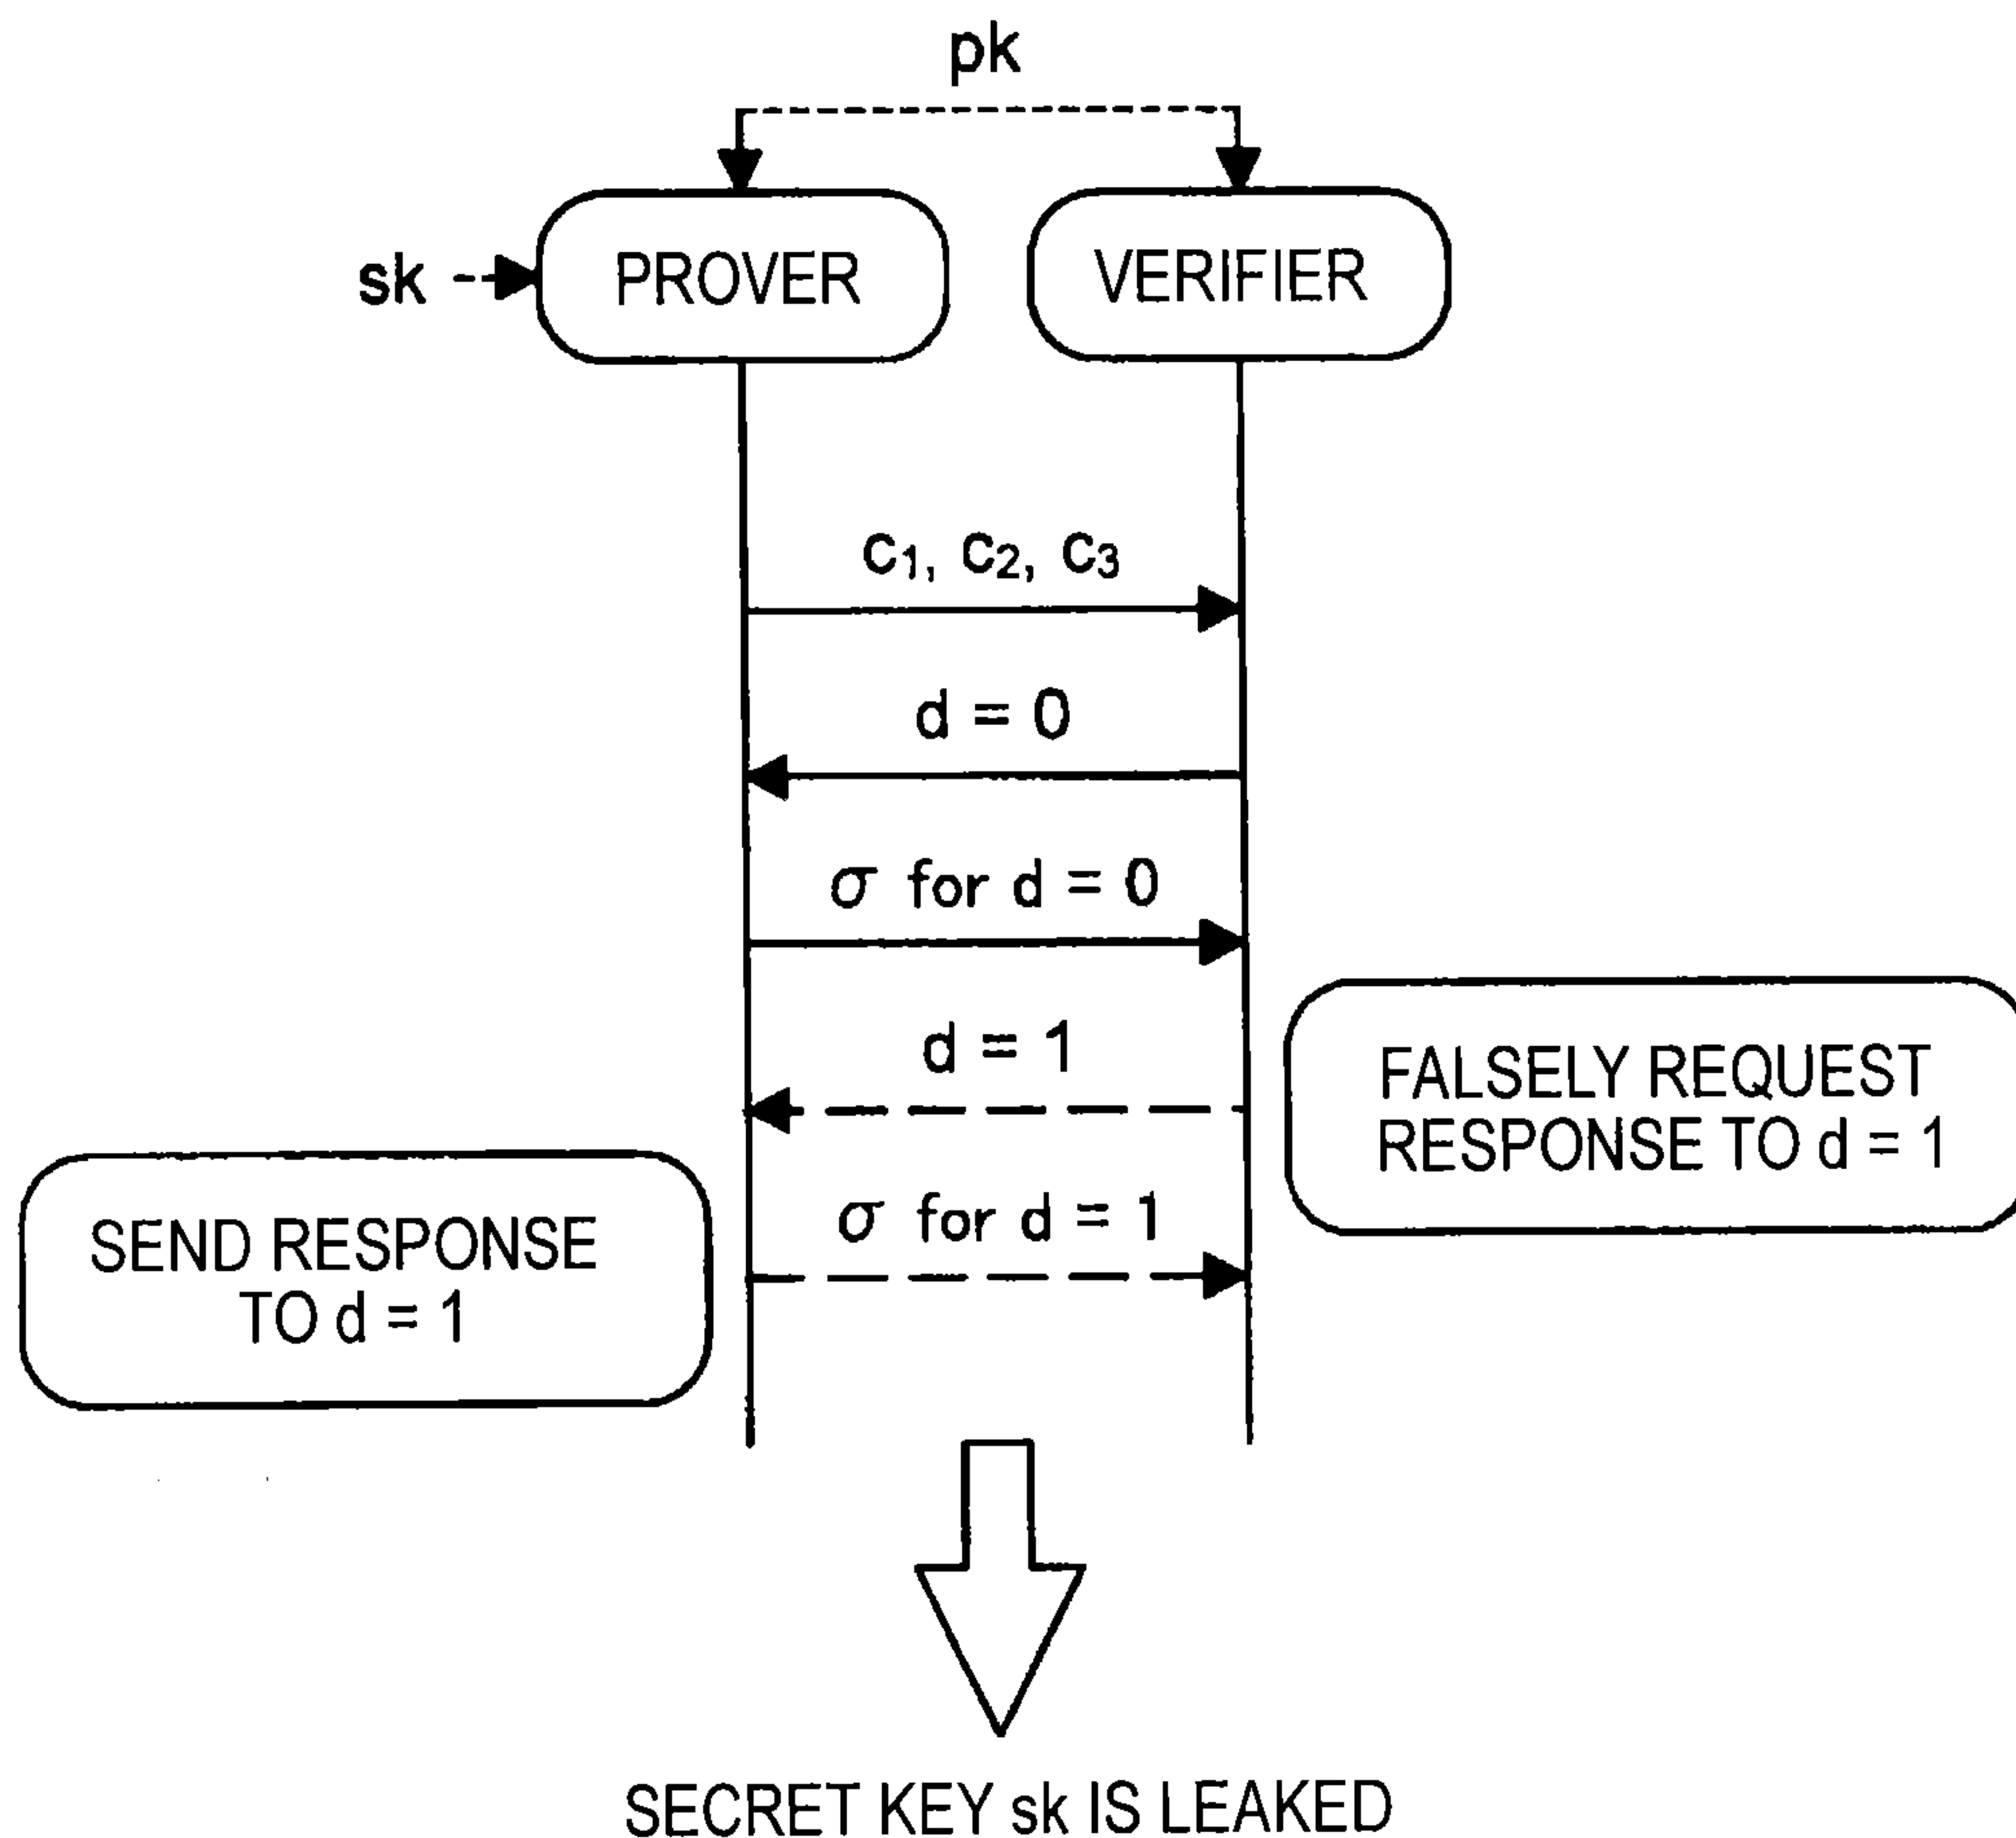 pk
sk
PROVER
VERIFIER
c₁, c₂, c₃
d = 0
σ for d = 0
d = 1
FALSELY REQUEST
RESPONSE TO d = 1
σ for d = 1
SEND RESPONSE
TO d = 1
SECRET KEY sk IS LEAKED